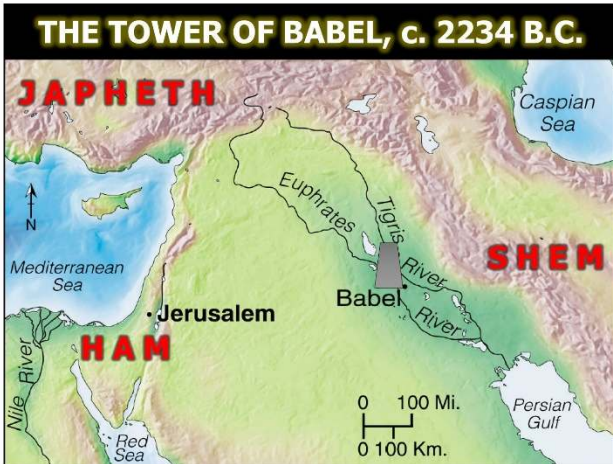 THE TOWER OF BABEL, c. 2234 B.C.
JAPHETH
Caspian
Sea
Euphrates
Tigris
River
N
SHEM
Mediterranean
Sea
Babel
River
Jerusalem
HAM
Nile River
0 100 Mi.
0 100 Km.
Persian
Gulf
Red
Sea